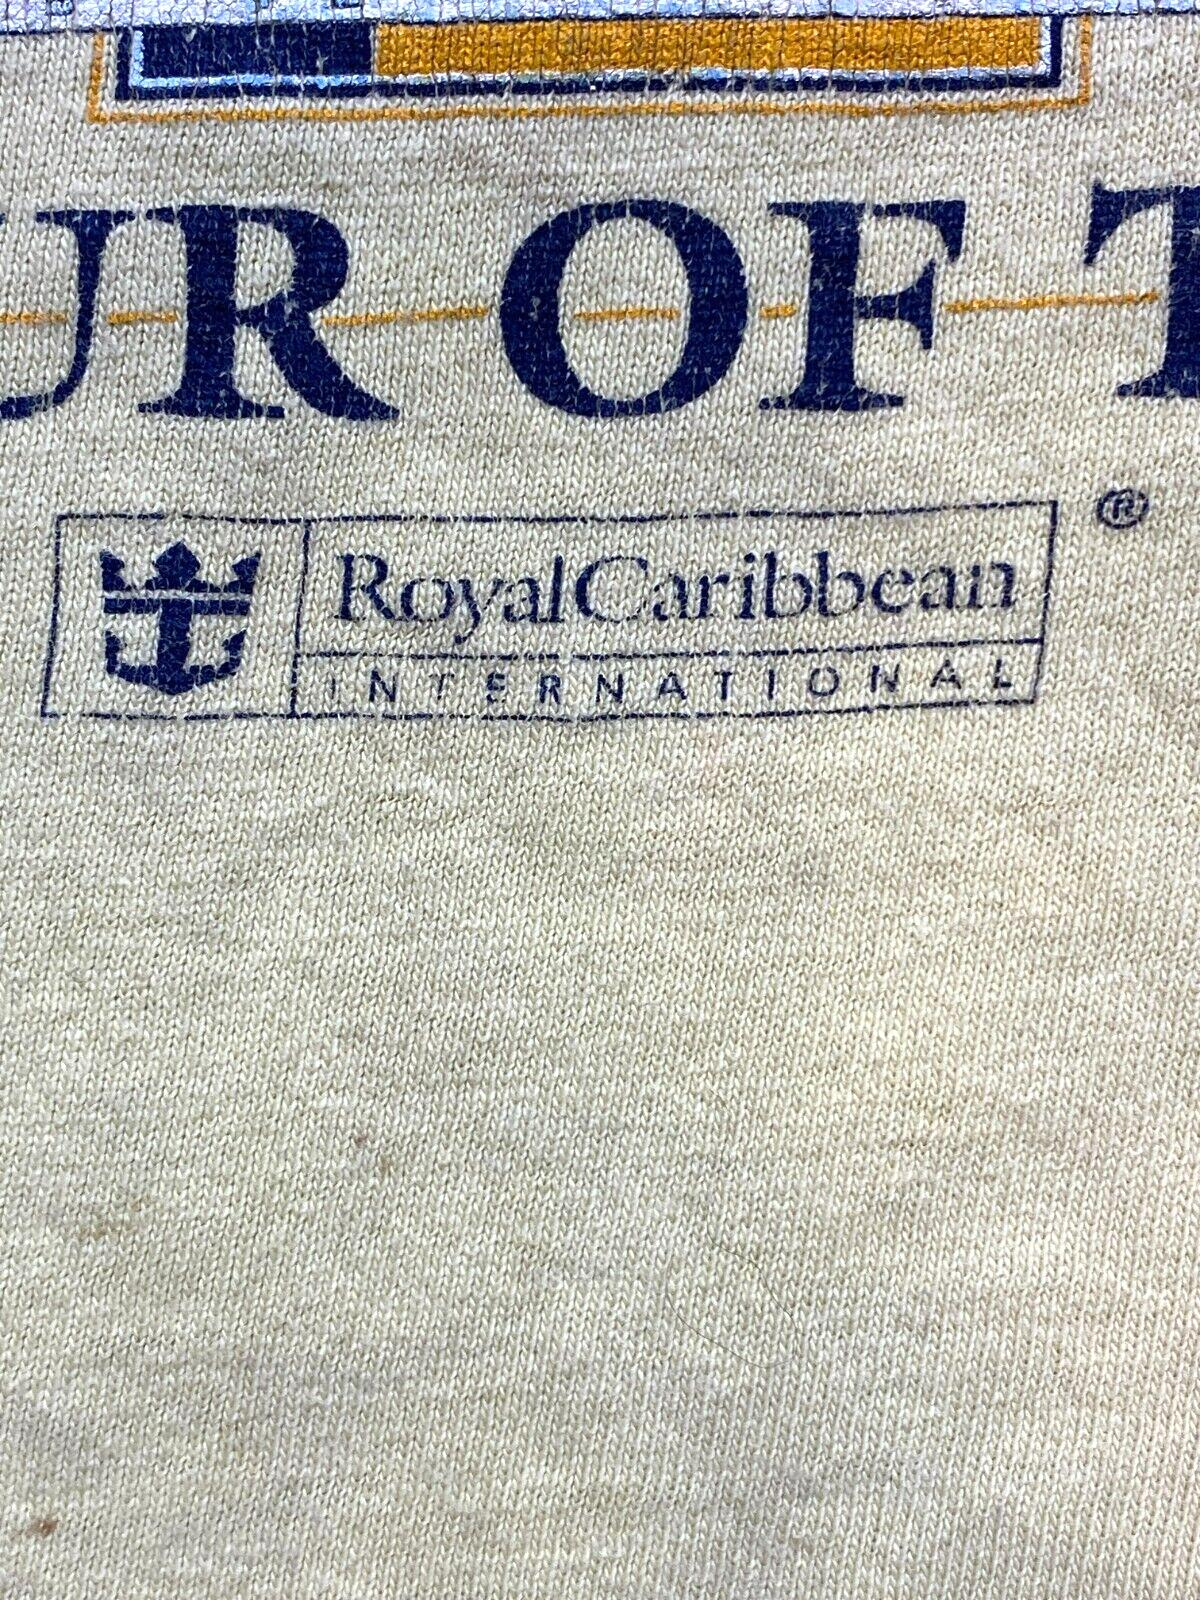 UR OF T
RoyalCaribbean ®
INTERNATIONAL